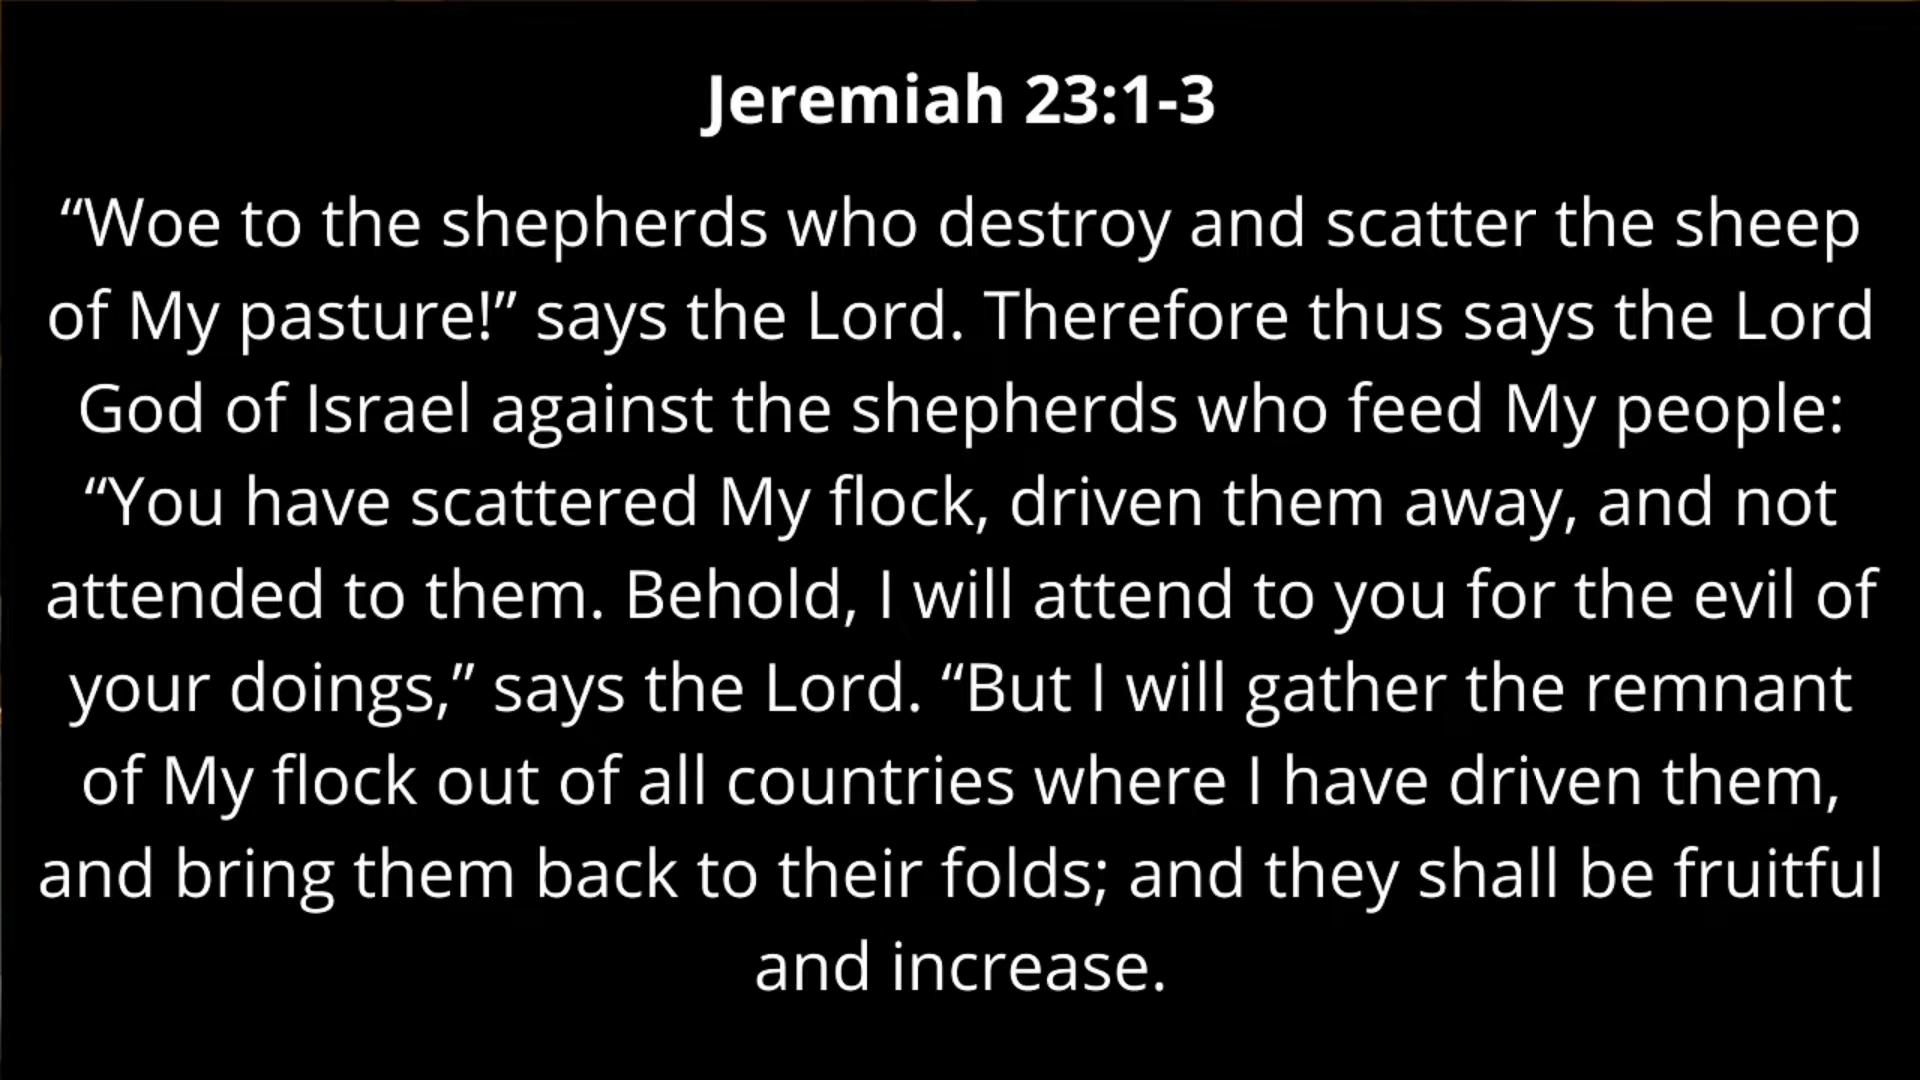 Jeremiah 23:1-3
“Woe to the shepherds who destroy and scatter the sheep
of My pasture!” says the Lord. Therefore thus says the Lord
God of Israel against the shepherds who feed My people:
“You have scattered My flock, driven them away, and not
attended to them. Behold, I will attend to you for the evil of
your doings,” says the Lord. “But I will gather the remnant
of My flock out of all countries where I have driven them,
and bring them back to their folds; and they shall be fruitful
and increase.